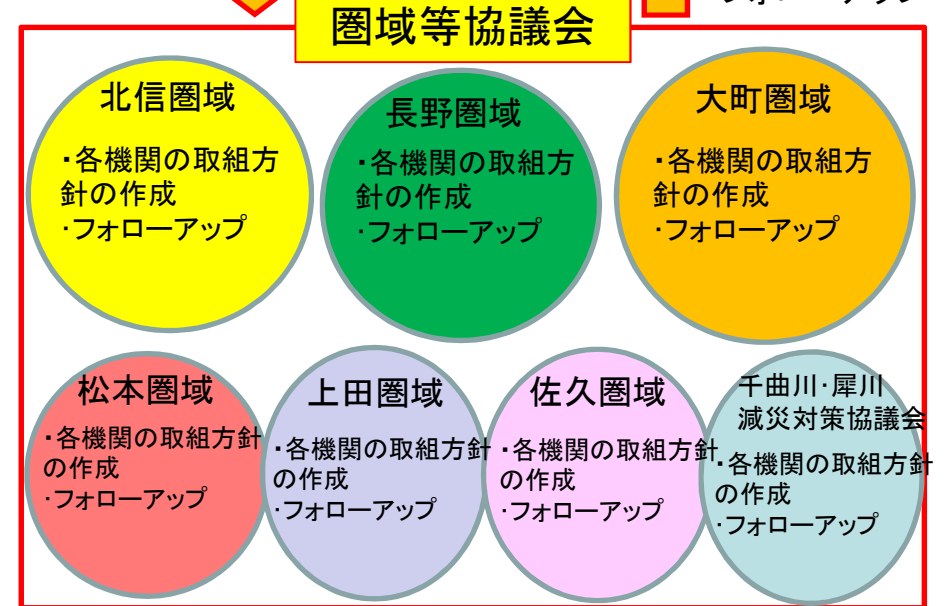 フォローアップ
圏域等協議会
北信圏域
・各機関の取組方
針の作成
・フォローアップ
長野圏域
・各機関の取組方
針の作成
・フォローアップ
大町圏域
・各機関の取組方
針の作成
・フォローアップ
松本圏域
・各機関の取組方針
の作成
・フォローアップ
上田圏域
・各機関の取組方針
の作成
・フォローアップ
佐久圏域
・各機関の取組方針
の作成
・フォローアップ
千曲川・犀川
減災対策協議会
・各機関の取組方針
の作成
・フォローアップ